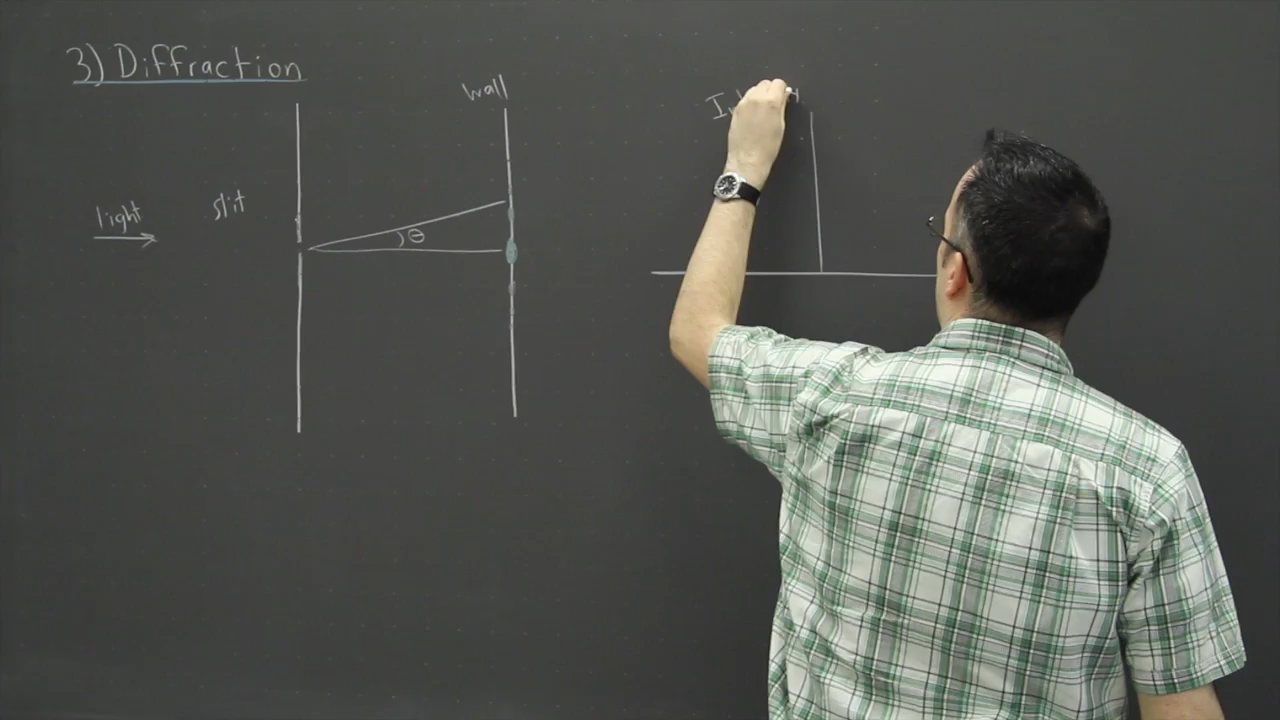 3) Diffraction
wall
light
slit
θ